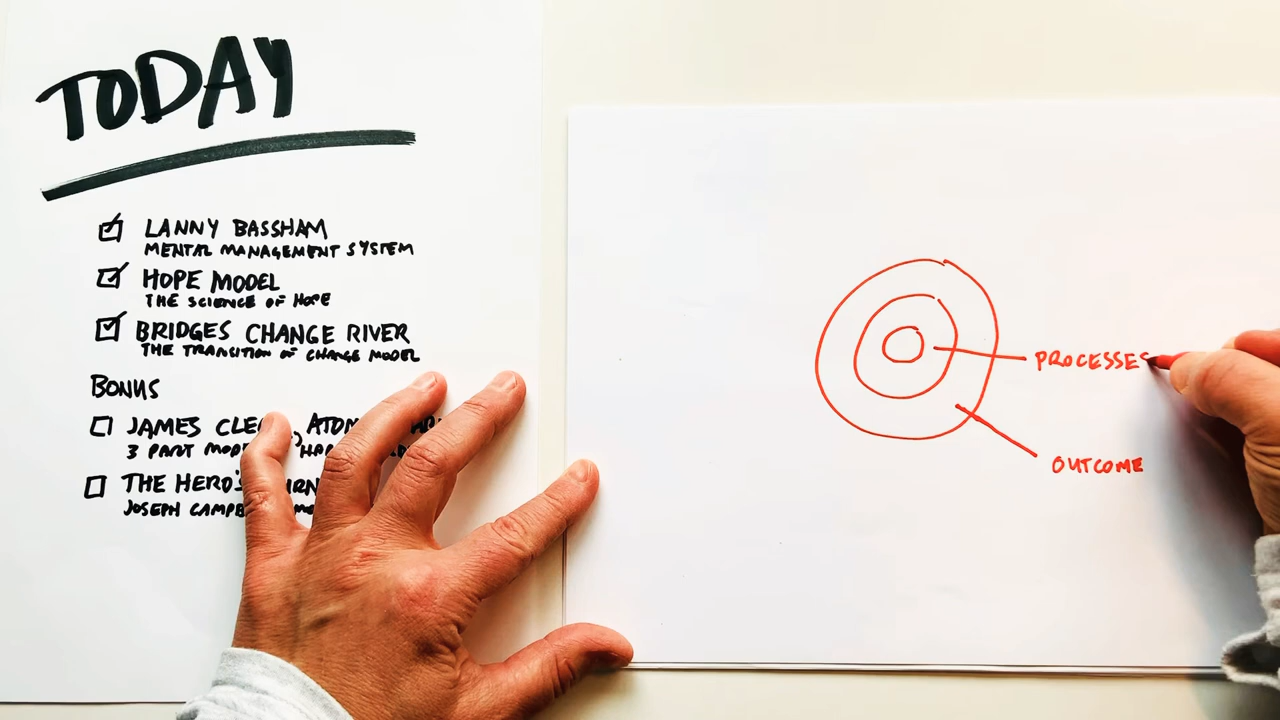 TODAY
LANNY BASSHAM
MENTAL MANAGEMENT SYSTEM
HOPE MODEL
THE SCIENCE OF HOPE
BRIDGES CHANGE RIVER
THE TRANSITION OF CHANGE MODEL
BONUS
JAMES
3 PART
THE HERO'S
JOSEPH
PROCESSES
OUTCOME